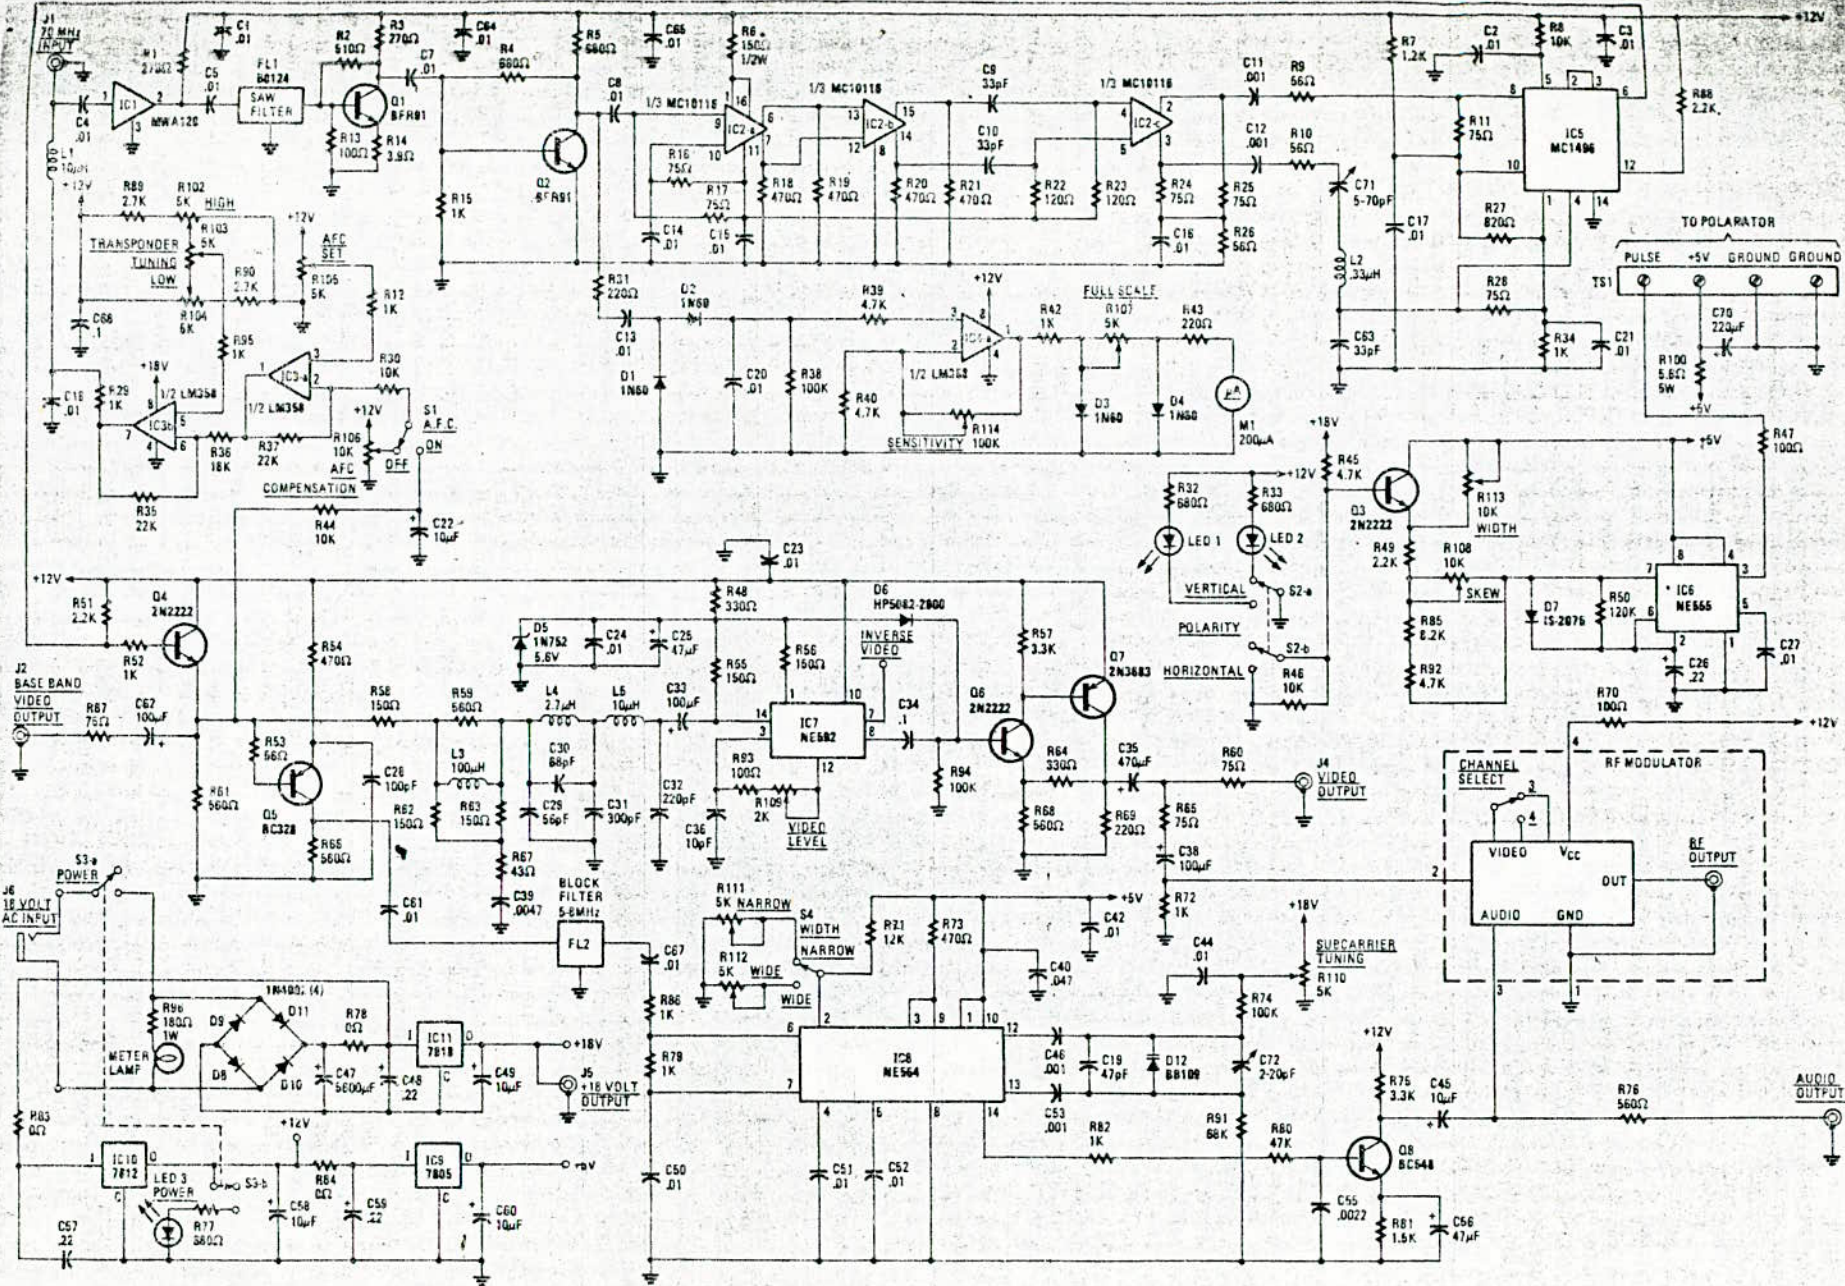 J1
70 MHz
INPUT
C4
.01
IC1
MWA120
C5
.01
FL1
SAW
FILTER
R2
510Ω
R3
270Ω
C1
.01
C7
.01
Q1
BFR91
R13
100Ω
R14
3.9Ω
C64
.01
R4
680Ω
R5
680Ω
C8
.01
Q2
BFR91
R15
1K
C65
.01
R6
150Ω
1/2W
1/3 MC10116
IC2-a
R16
75Ω
R17
75Ω
C14
.01
C15
.01
R18
470Ω
R19
470Ω
1/3 MC10116
IC2-b
R20
470Ω
R21
470Ω
C9
33pF
C10
33pF
R22
120Ω
R23
120Ω
1/3 MC10116
IC2-c
R24
75Ω
R25
75Ω
C16
.01
R26
56Ω
C11
.001
R9
56Ω
C12
.001
R10
56Ω
C71
5-70pF
L2
.33μH
C63
33pF
R7
1.2K
C17
.01
C2
.01
R8
10K
C3
.01
+12V
R11
75Ω
IC5
MC1496
R88
2.2K
R27
820Ω
R28
75Ω
R34
1K
C21
.01
TO POLARATOR
PULSE +5V GROUND GROUND
TS1
C70
220μF
R100
5.6Ω
5W
+5V
R47
100Ω
L1
10μH
+12V
R89
2.7K
R102
5K
HIGH
R103
5K
TRANSPONDER
TUNING
LOW
R90
2.7K
R104
5K
C66
.1
+12V
AFC
SET
R105
5K
R12
1K
R95
1K
R30
10K
IC3-a
1/2 LM358
+18V
1/2 LM358
IC3b
R29
1K
C18
.01
R36
18K
R37
22K
R35
22K
+12V
R106
10K
AFC
COMPENSATION
S1
A.F.C.
ON
OFF
R44
10K
C22
10μF
R31
220Ω
C13
.01
D2
1N60
D1
1N60
C20
.01
R38
100K
R39
4.7K
R40
4.7K
+12V
1/2 LM358
R114
100K
SENSITIVITY
R42
1K
FULL SCALE
R107
5K
R43
220Ω
D3
1N60
D4
1N60
μA
M1
200μA
+12V
R32
680Ω
R33
680Ω
LED 1
LED 2
VERTICAL
S2-a
POLARITY
S2-b
HORIZONTAL
R46
10K
+18V
R45
4.7K
Q3
2N2222
R113
10K
WIDTH
+5V
R49
2.2K
R108
10K
SKEW
R85
8.2K
R92
4.7K
D7
R50
120K
IC6
NE555
C26
.22
C27
.01
+12V
R51
2.2K
R52
1K
Q4
2N2222
J2
BASE BAND
VIDEO
OUTPUT
C62
100μF
R61
560Ω
R53
56Ω
R54
470Ω
Q5
BC328
C28
100pF
560Ω
R58
150Ω
R59
560Ω
L3
100μH
R62
150Ω
R63
150Ω
R67
43Ω
C39
.0047
L4
2.7μH
C30
68pF
C29
56pF
C31
300pF
L5
10μH
C32
220pF
C33
100μF
D5
1N752
5.6V
C24
.01
C25
47μF
R48
330Ω
C23
.01
R55
150Ω
R56
150Ω
D6
HP5082-2800
INVERSE
VIDEO
IC7
NE592
R93
100Ω
R109
2K
VIDEO
LEVEL
C36
10pF
C34
.1
R94
100K
Q6
2N2222
R57
3.3K
Q7
R64
330Ω
R68
560Ω
R69
220Ω
C35
470μF
R60
75Ω
J4
VIDEO
OUTPUT
R65
75Ω
C38
100μF
R72
1K
R70
100Ω
+12V
RF MODULATOR
CHANNEL
SELECT
VIDEO VCC
AUDIO GND
OUT
RF
OUTPUT
J6
18 VOLT
AC INPUT
S3-a
POWER
R96
180Ω
1W
METER
LAMP
D9
D11
D8
D10
R78
0Ω
C47
5600μF
C48
.22
IC11
7818
C49
10μF
+18V
J5
+18 VOLT
OUTPUT
R83
0Ω
IC10
7812
C57
.22
LED 3
POWER
R77
S3-b
+12V
C58
10μF
R84
0Ω
C59
.22
IC9
7805
C60
10μF
+5V
C61
.01
BLOCK
FILTER
FL2
C67
.01
R86
1K
R79
1K
C50
.01
R111
5K
NARROW
S4
WIDTH
NARROW
R112
5K
WIDE
WIDE
12K
R73
470Ω
+5V
C42
.01
C40
.047
IC8
NE564
C51
.01
C52
.01
C46
.001
C53
.001
C19
47pF
D12
BB109
C72
2-20pF
C44
.01
R74
100K
+18V
SUBCARRIER
TUNING
R110
5K
R82
1K
R91
68K
R80
47K
C55
.0022
Q8
BC548
+12V
R75
3.3K
C45
10μF
R76
560Ω
AUDIO
OUTPUT
R81
1.5K
C56
47μF